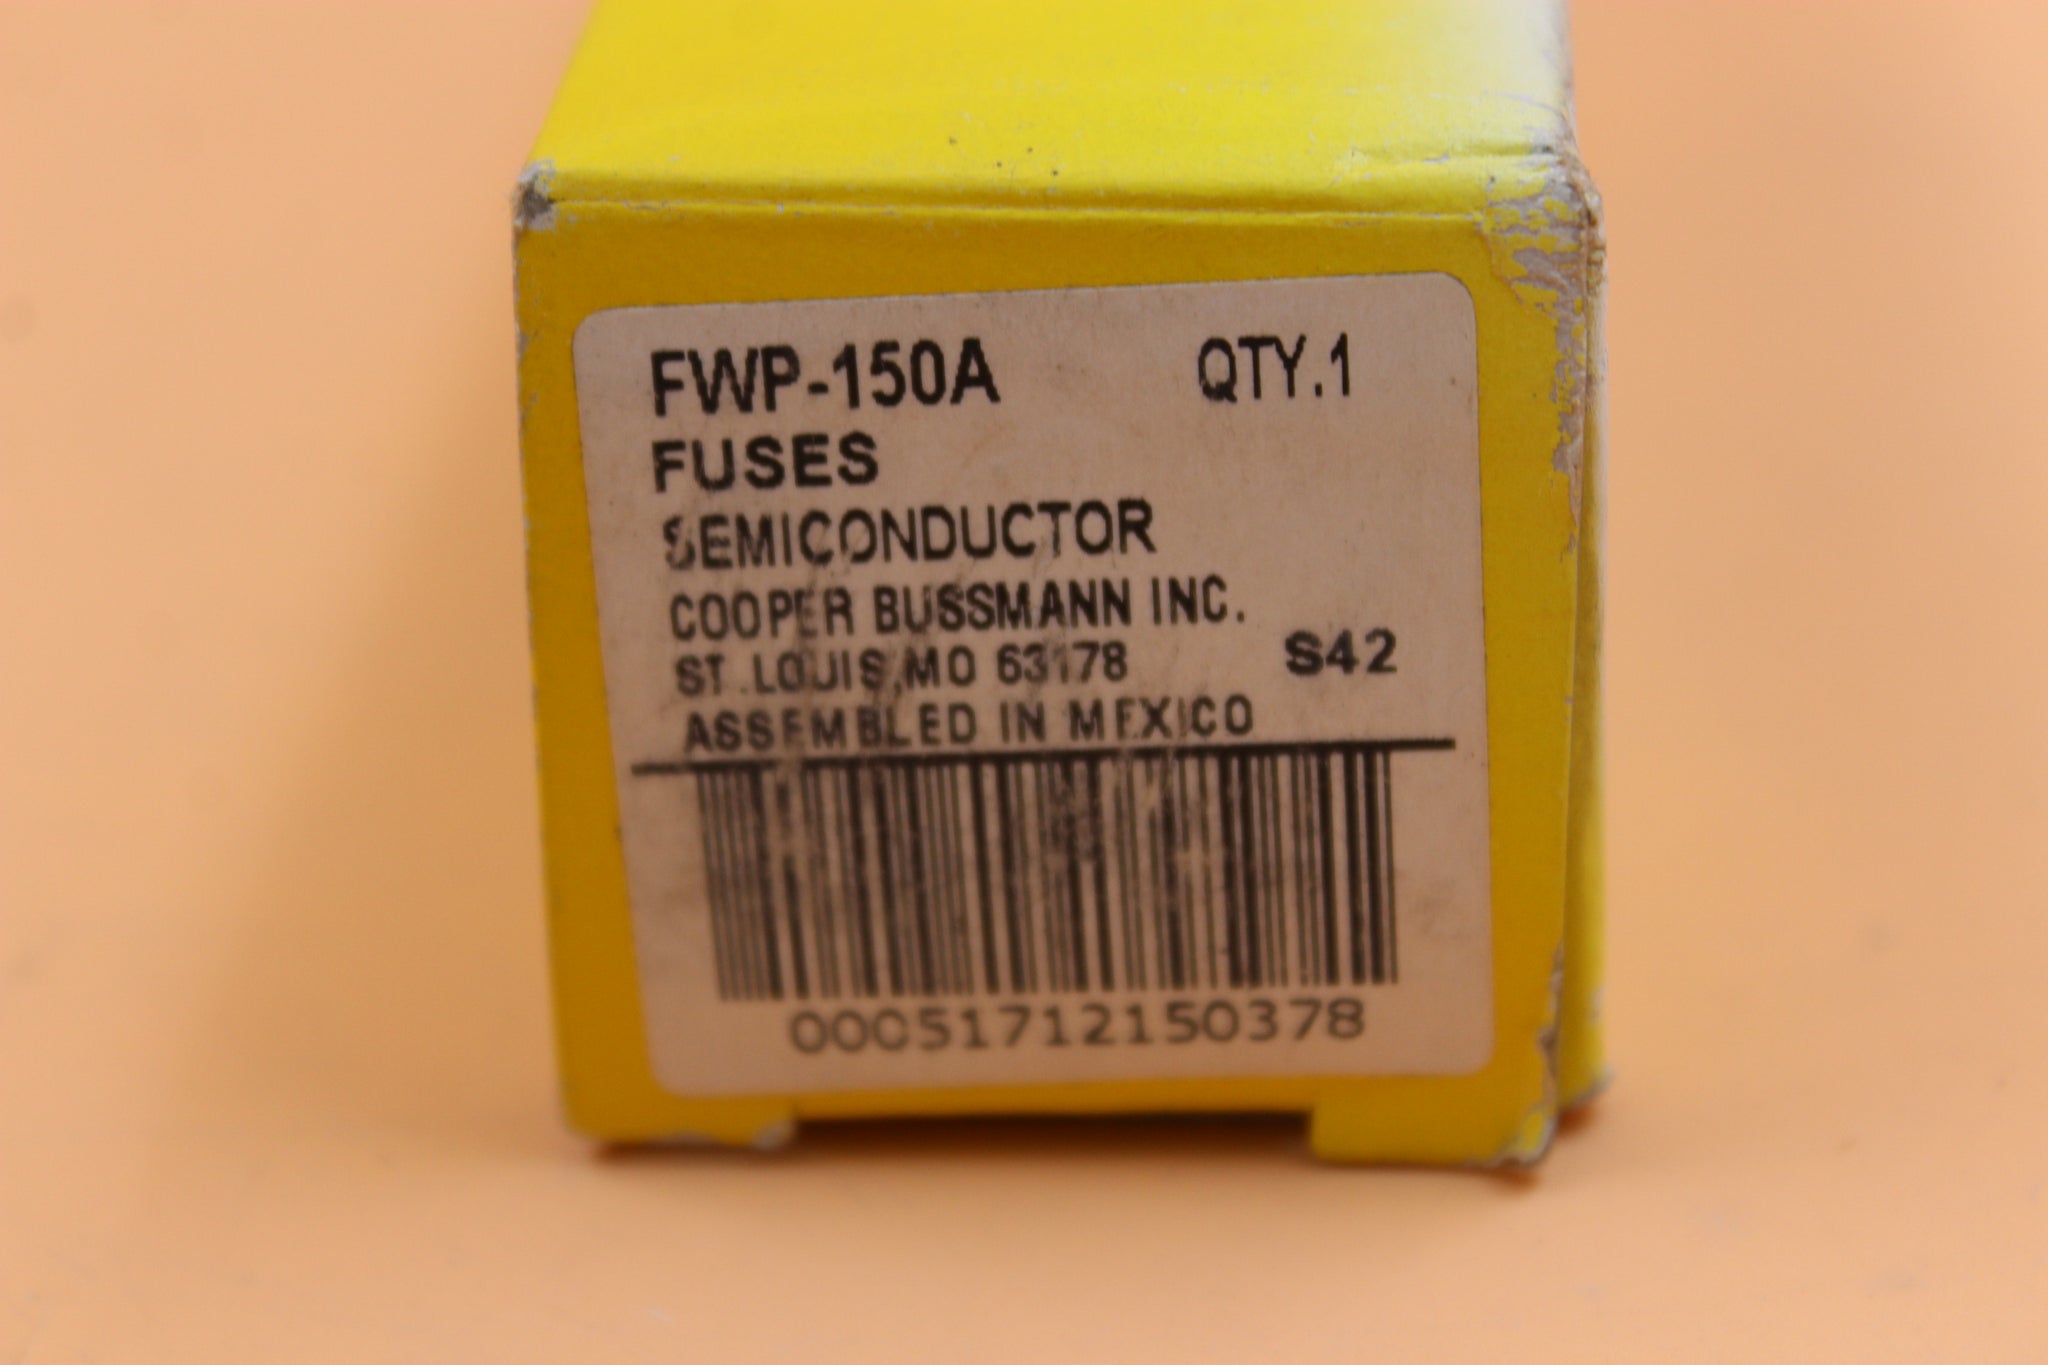 FWP-150A QTY.1
FUSES
SEMICONDUCTOR
COOPER BUSSMANN INC.
ST.LOUIS,MO 63178 S42
ASSEMBLED IN MEXICO
00051712150378